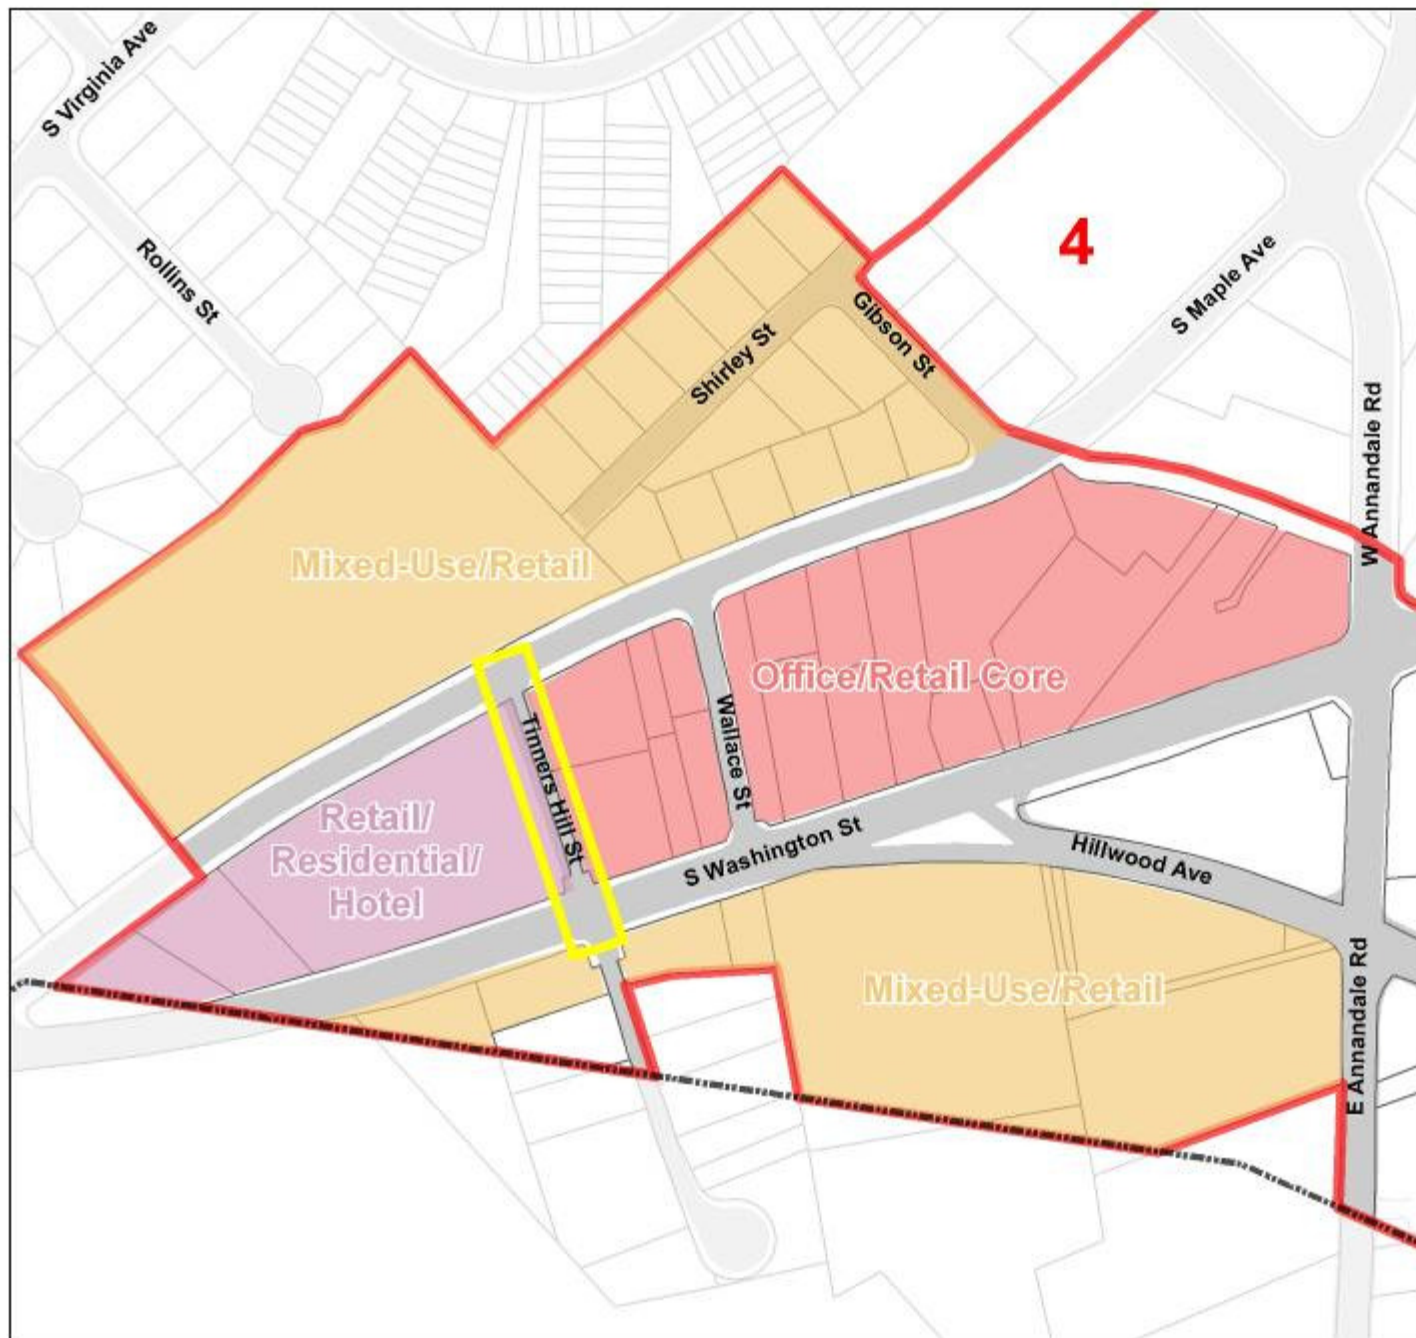 S Virginia Ave
Rollins St
4
S Maple Ave
Gibson St
Shirley St
W Annandale Rd
Mixed-Use/Retail
Office/Retail Core
Wallace St
Tinners Hill St
Retail/
Residential/
Hotel
S Washington St
Hillwood Ave
Mixed-Use/Retail
E Annandale Rd